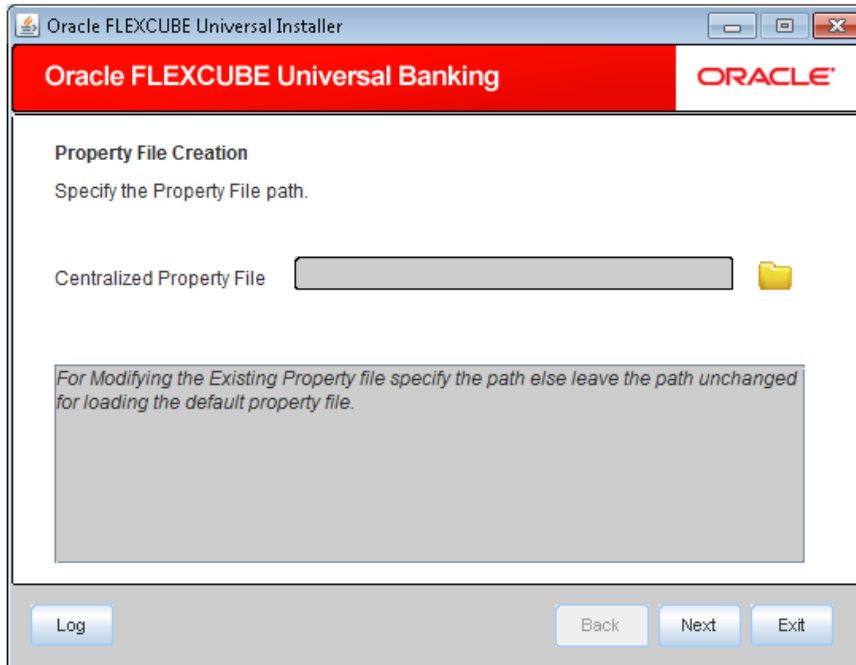 Oracle FLEXCUBE Universal Installer
Oracle FLEXCUBE Universal Banking
ORACLE
Property File Creation
Specify the Property File path.
Centralized Property File
For Modifying the Existing Property file specify the path else leave the path unchanged
for loading the default property file.
Log
Back
Next
Exit